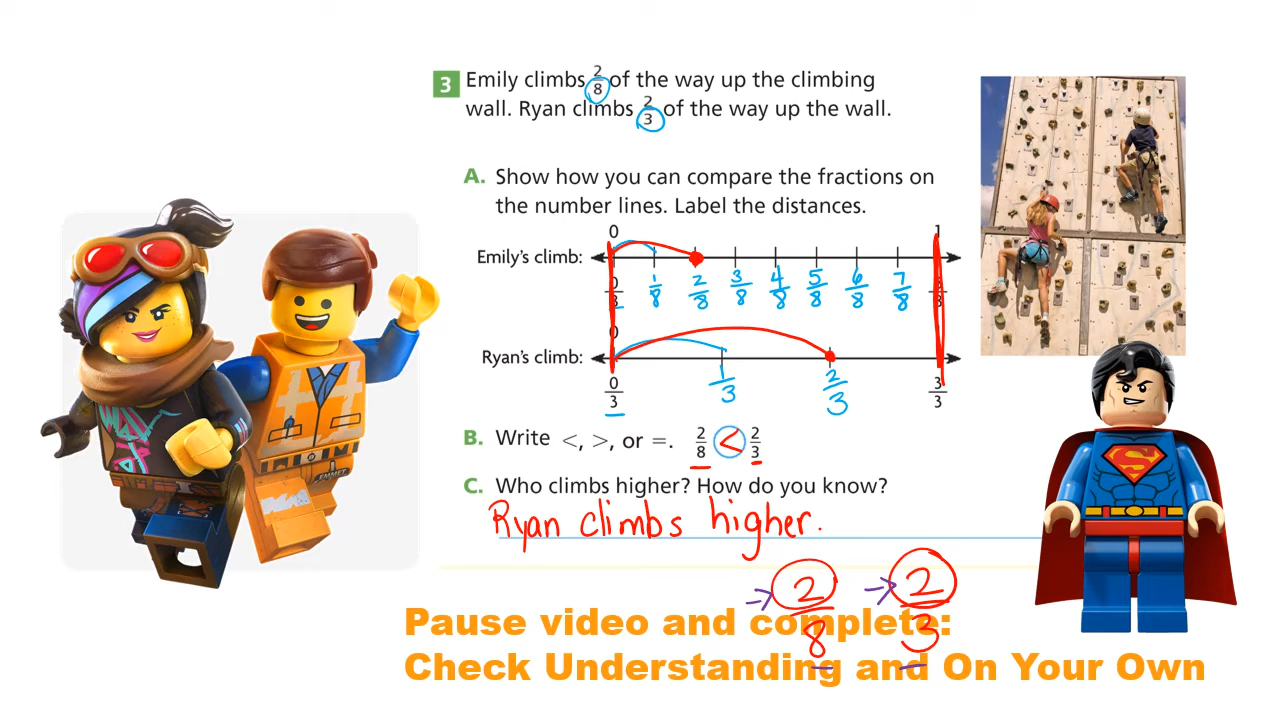 3 Emily climbs 2/8 of the way up the climbing
wall. Ryan climbs 2/3 of the way up the wall.
A. Show how you can compare the fractions on
the number lines. Label the distances.
0 1
Emily's climb:
1/8 2/8 3/8 4/8 5/8 6/8 7/8
0
Ryan's climb:
0/3 1/3 2/3 3/3
B. Write <, >, or =. 2/8 < 2/3
C. Who climbs higher? How do you know?
Ryan climbs higher.
2/8 2/3
Pause video and complete:
Check Understanding and On Your Own
EMMET
S